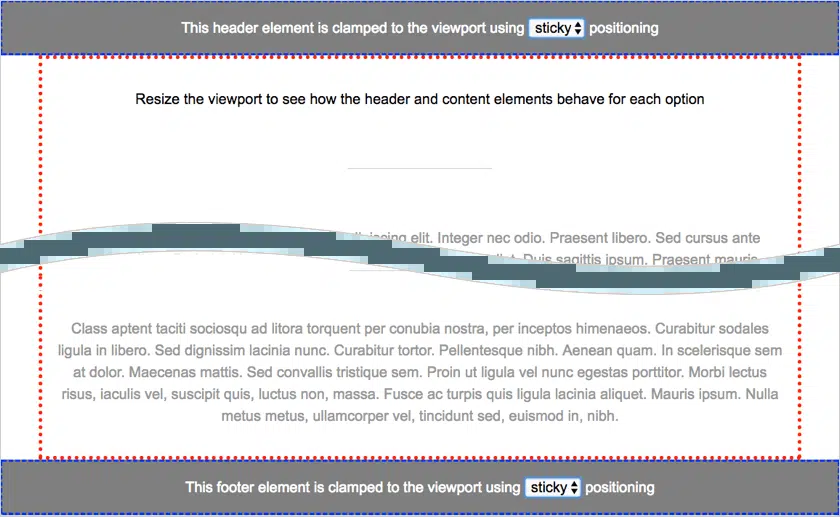 This header element is clamped to the viewport using sticky positioning
Resize the viewport to see how the header and content elements behave for each option
elit. Integer nec odio. Praesent libero. Sed cursus ante
Duis sagittis ipsum. Praesent mauris.
Class aptent taciti sociosqu ad litora torquent per conubia nostra, per inceptos himenaeos. Curabitur sodales
ligula in libero. Sed dignissim lacinia nunc. Curabitur tortor. Pellentesque nibh. Aenean quam. In scelerisque sem
at dolor. Maecenas mattis. Sed convallis tristique sem. Proin ut ligula vel nunc egestas porttitor. Morbi lectus
risus, iaculis vel, suscipit quis, luctus non, massa. Fusce ac turpis quis ligula lacinia aliquet. Mauris ipsum. Nulla
metus metus, ullamcorper vel, tincidunt sed, euismod in, nibh.
This footer element is clamped to the viewport using sticky positioning